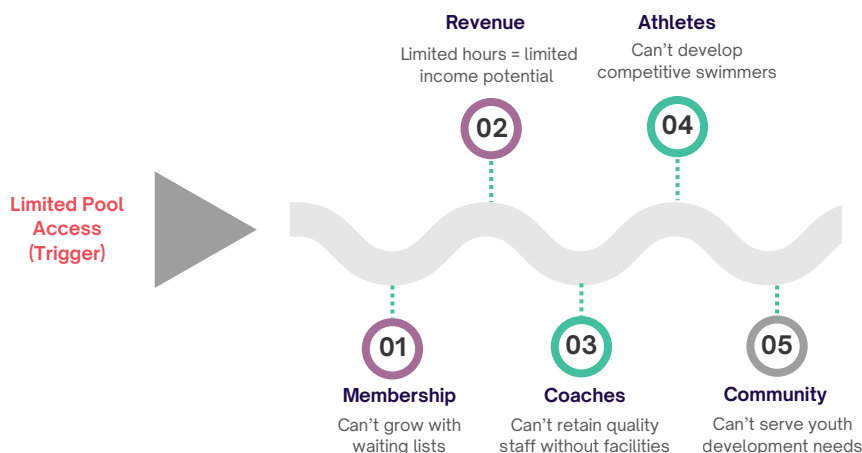 Limited Pool
Access
(Trigger)
01
Membership
Can't grow with
waiting lists
Revenue
Limited hours = limited
income potential
02
03
Coaches
Can't retain quality
staff without facilities
Athletes
Can't develop
competitive swimmers
04
05
Community
Can't serve youth
development needs